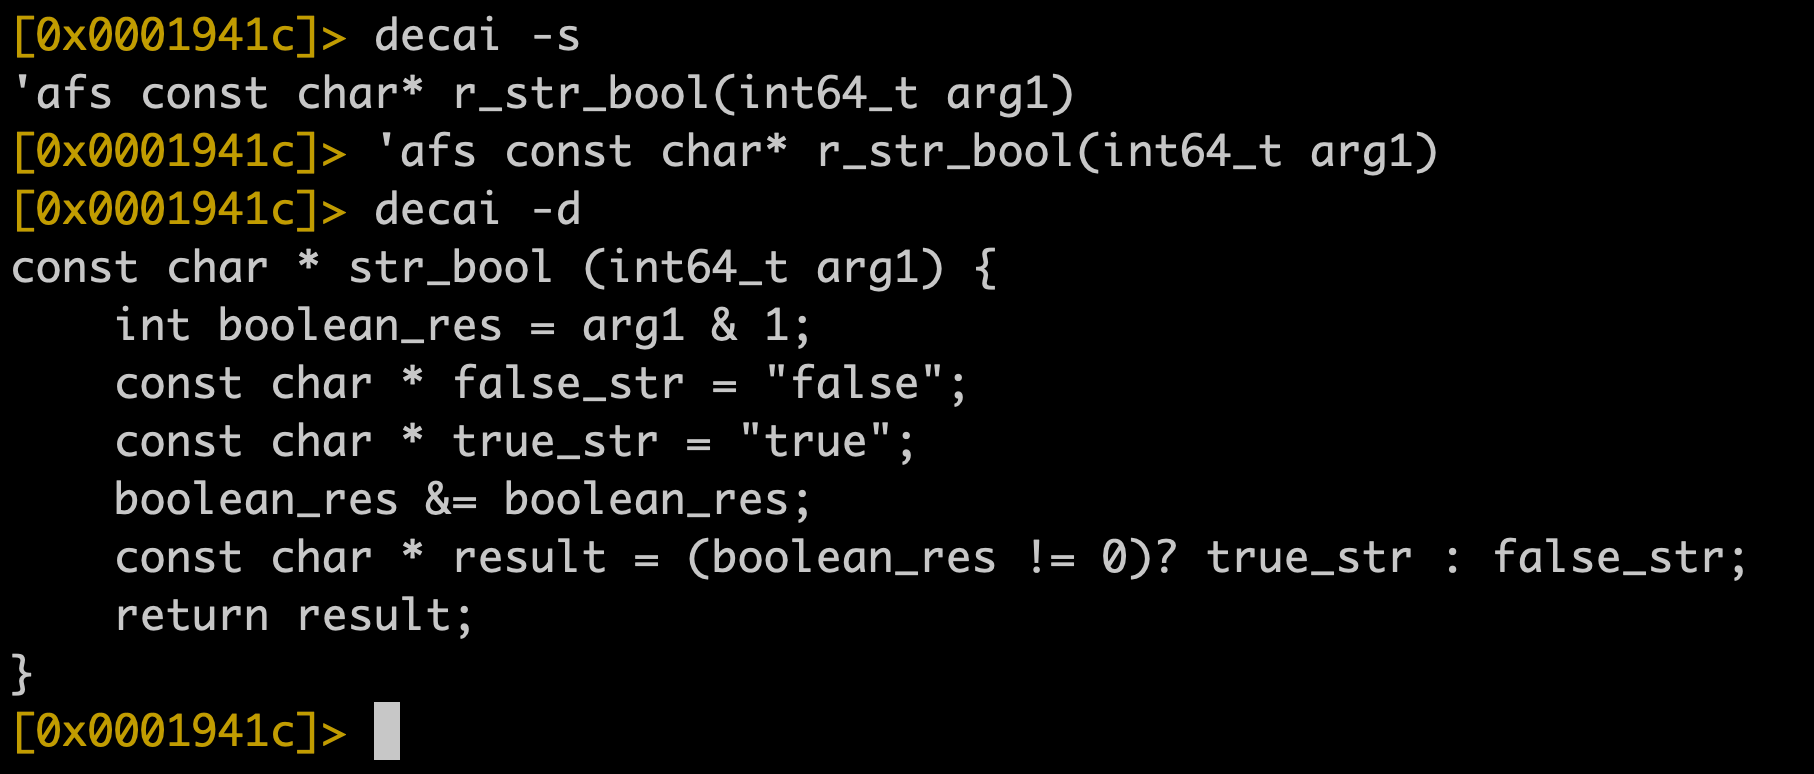 [0x0001941c]> decai -s
'afs const char* r_str_bool(int64_t arg1)
[0x0001941c]> 'afs const char* r_str_bool(int64_t arg1)
[0x0001941c]> decai -d
const char * str_bool (int64_t arg1) {
    int boolean_res = arg1 & 1;
    const char * false_str = "false";
    const char * true_str = "true";
    boolean_res &= boolean_res;
    const char * result = (boolean_res != 0)? true_str : false_str;
    return result;
}
[0x0001941c]>